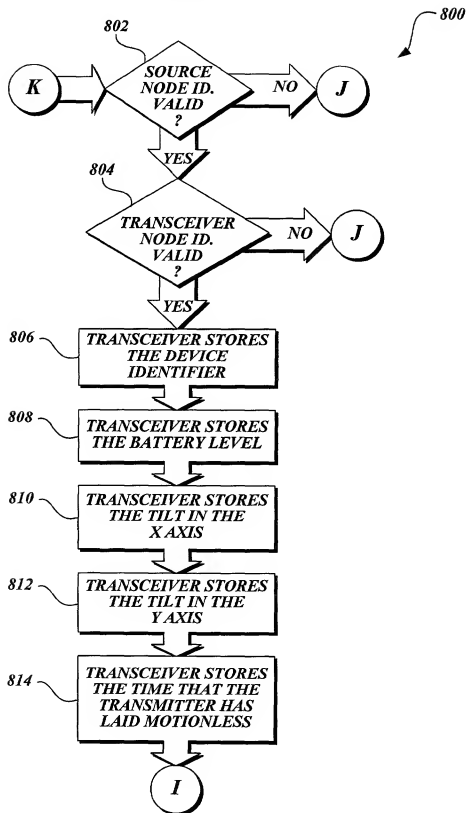 800
802
K
SOURCE
NODE ID.
VALID
?
NO
J
YES
804
TRANSCEIVER
NODE ID.
VALID
?
NO
J
YES
806
TRANSCEIVER STORES
THE DEVICE
IDENTIFIER
808
TRANSCEIVER STORES
THE BATTERY LEVEL
810
TRANSCEIVER STORES
THE TILT IN THE
X AXIS
812
TRANSCEIVER STORES
THE TILT IN THE
Y AXIS
814
TRANSCEIVER STORES
THE TIME THAT THE
TRANSMITTER HAS
LAID MOTIONLESS
I